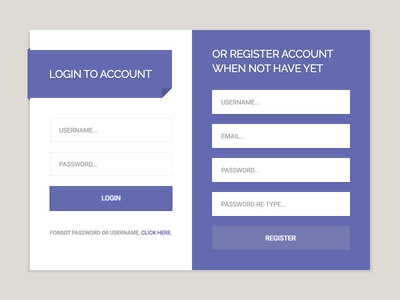 LOGIN TO ACCOUNT
USERNAME...
PASSWORD...
LOGIN
FORGOT PASSWORD OR USERNAME, CLICK HERE.
OR REGISTER ACCOUNT
WHEN NOT HAVE YET
USERNAME...
EMAIL...
PASSWORD...
PASSWORD RE-TYPE...
REGISTER